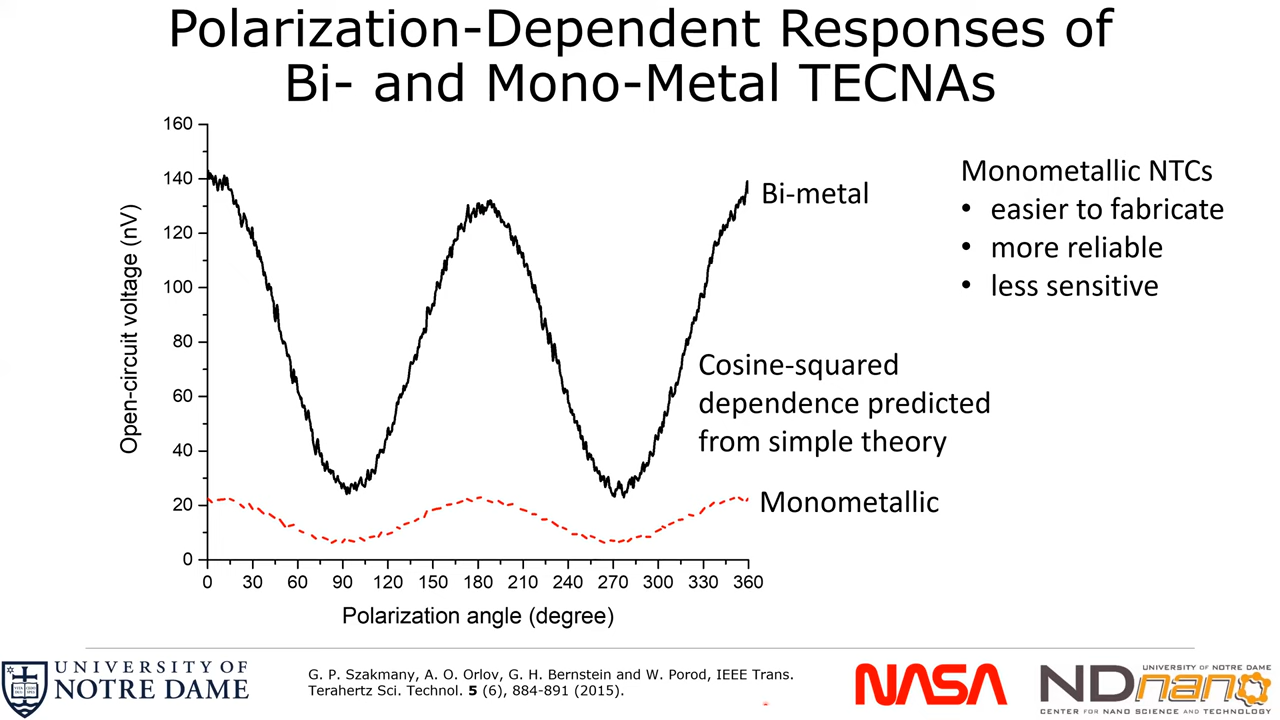 Polarization-Dependent Responses of
Bi- and Mono-Metal TECNAs
160
140
120
100
80
60
40
20
0
Open-circuit voltage (nV)
0 30 60 90 120 150 180 210 240 270 300 330 360
Polarization angle (degree)
Bi-metal
Cosine-squared
dependence predicted
from simple theory
Monometallic
Monometallic NTCs
• easier to fabricate
• more reliable
• less sensitive
UNIVERSITY OF
NOTRE DAME
G. P. Szakmany, A. O. Orlov, G. H. Bernstein and W. Porod, IEEE Trans.
Terahertz Sci. Technol. 5 (6), 884-891 (2015).
NASA
UNIVERSITY OF NOTRE DAME
NDnano
CENTER FOR NANO SCIENCE AND TECHNOLOGY